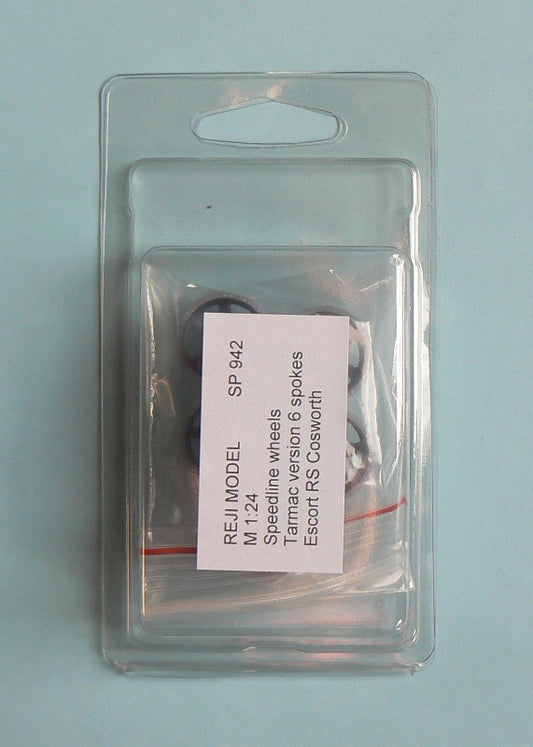 REJI MODEL SP 942
M 1:24
Speedline wheels
Tarmac version 6 spokes
Escort RS Cosworth